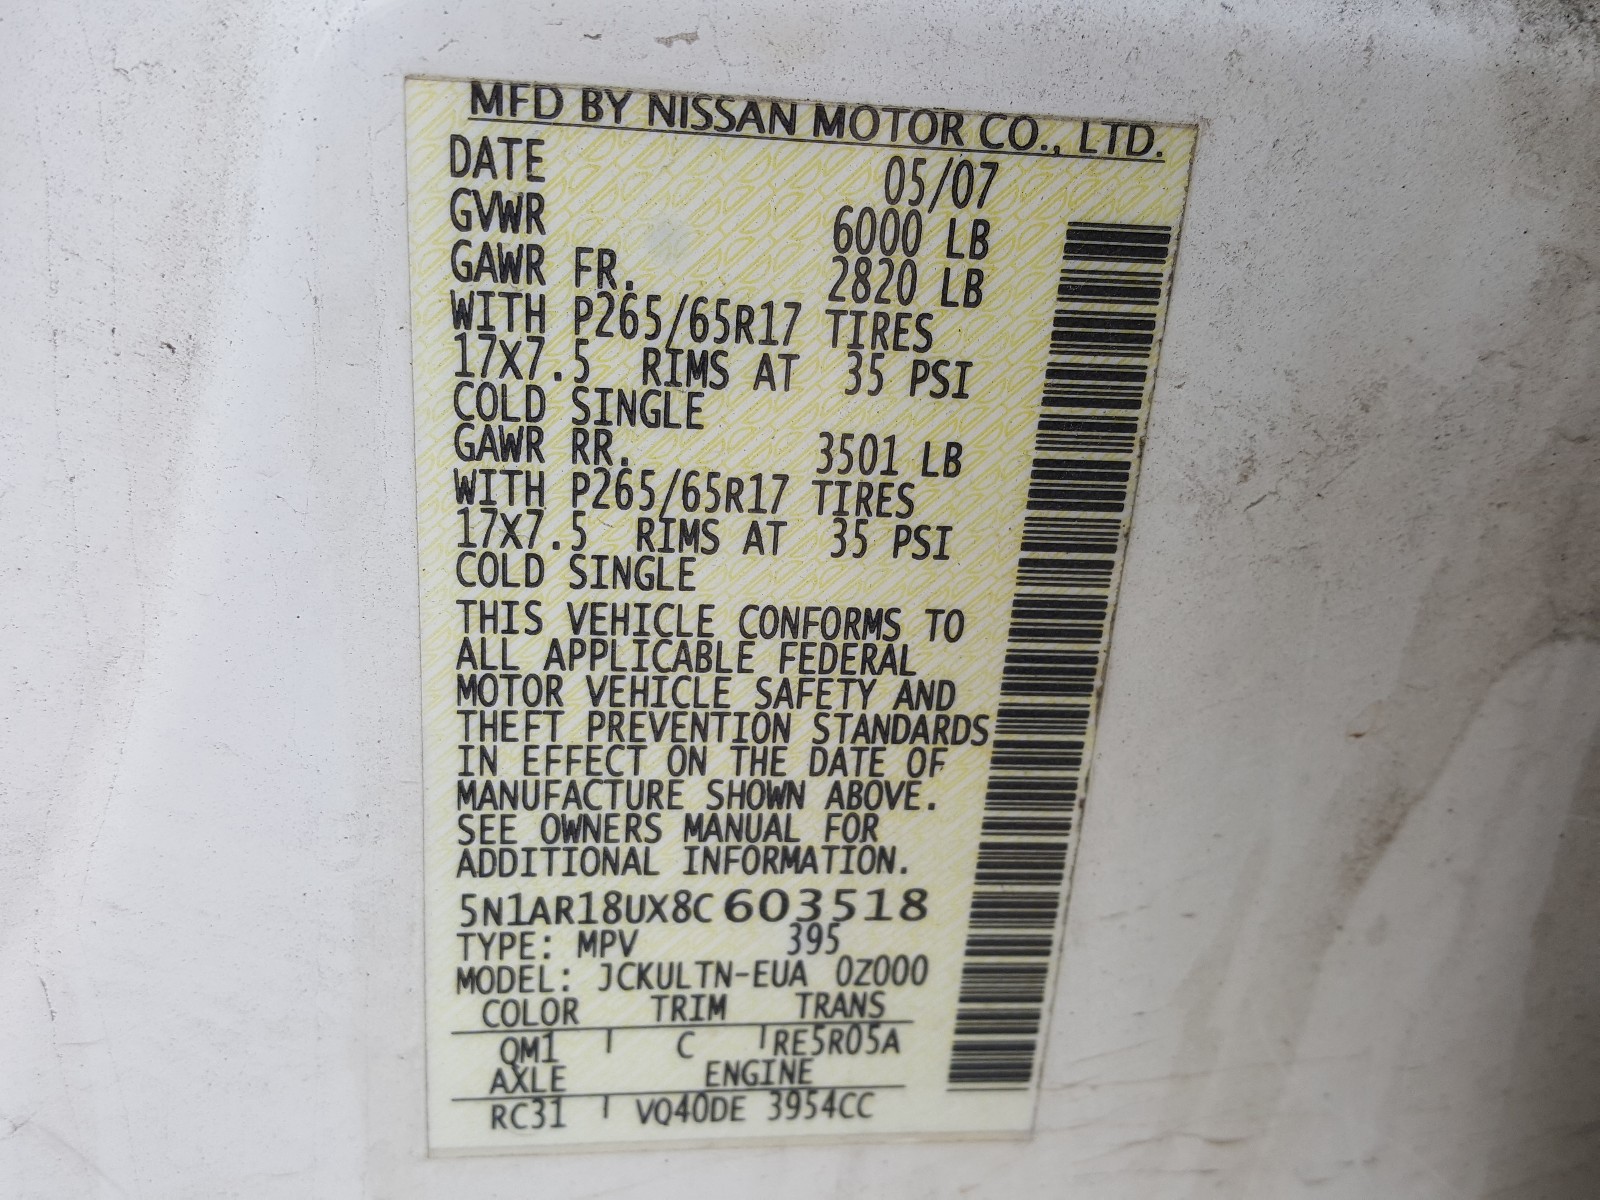 MFD BY NISSAN MOTOR CO., LTD.
DATE 05/07
GVWR 6000 LB
GAWR FR. 2820 LB
WITH P265/65R17 TIRES
17X7.5 RIMS AT 35 PSI
COLD SINGLE
GAWR RR. 3501 LB
WITH P265/65R17 TIRES
17X7.5 RIMS AT 35 PSI
COLD SINGLE
THIS VEHICLE CONFORMS TO
ALL APPLICABLE FEDERAL
MOTOR VEHICLE SAFETY AND
THEFT PREVENTION STANDARDS
IN EFFECT ON THE DATE OF
MANUFACTURE SHOWN ABOVE.
SEE OWNERS MANUAL FOR
ADDITIONAL INFORMATION.
5N1AR18UX8C603518
TYPE: MPV 395
MODEL: JCKULTN-EUA 0Z000
COLOR TRIM TRANS
QM1 C RE5R05A
AXLE ENGINE
RC31 VQ40DE 3954CC